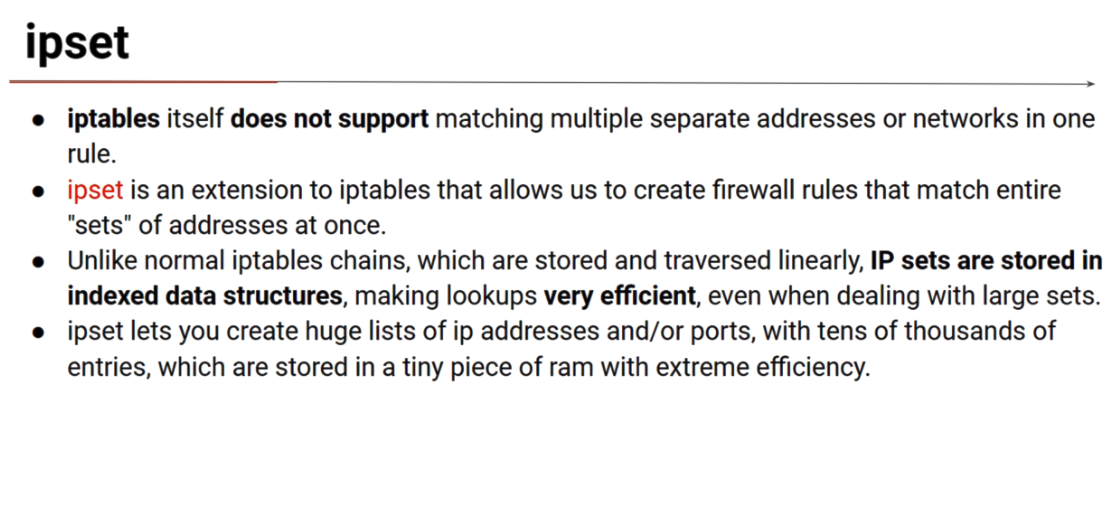 ipset
● iptables itself does not support matching multiple separate addresses or networks in one
rule.
● ipset is an extension to iptables that allows us to create firewall rules that match entire
"sets" of addresses at once.
● Unlike normal iptables chains, which are stored and traversed linearly, IP sets are stored in
indexed data structures, making lookups very efficient, even when dealing with large sets.
● ipset lets you create huge lists of ip addresses and/or ports, with tens of thousands of
entries, which are stored in a tiny piece of ram with extreme efficiency.